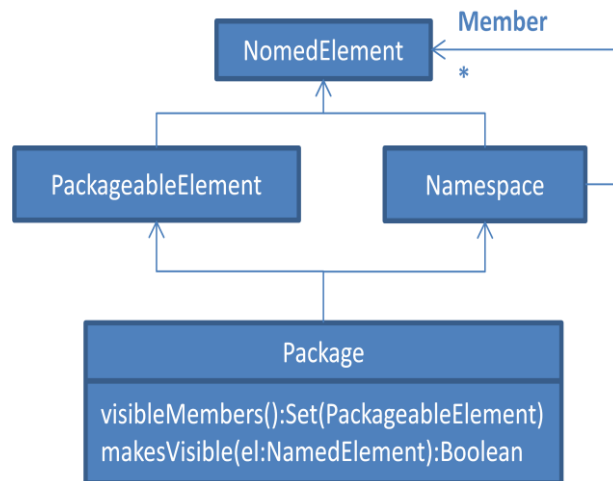 Member
NomedElement
*
PackageableElement
Namespace
Package
visibleMembers():Set(PackageableElement)
makesVisible(el:NamedElement):Boolean